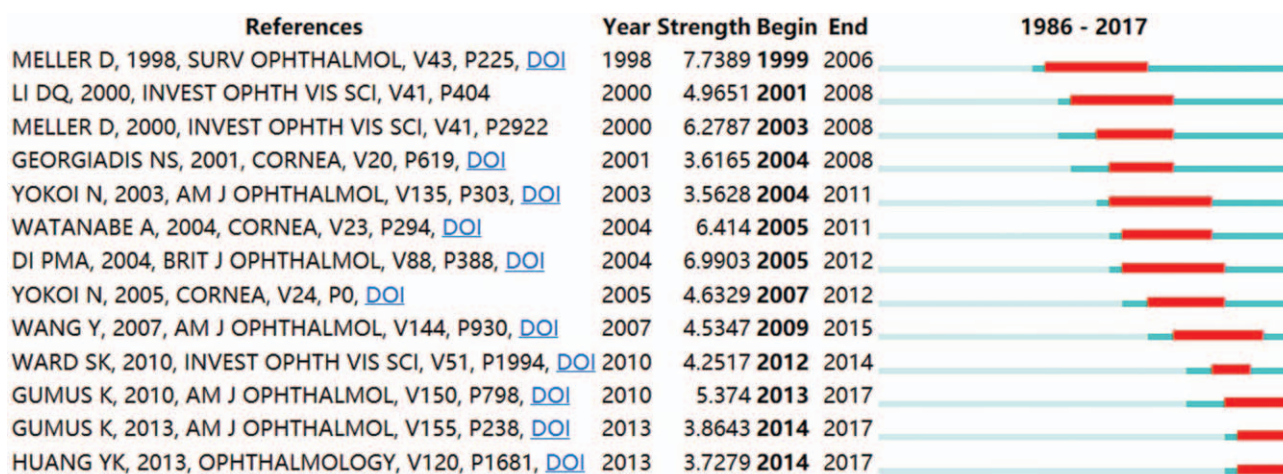 References Year Strength Begin End 1986 - 2017
MELLER D, 1998, SURV OPHTHALMOL, V43, P225, DOI 1998 7.7389 1999 2006
LI DQ, 2000, INVEST OPHTH VIS SCI, V41, P404 2000 4.9651 2001 2008
MELLER D, 2000, INVEST OPHTH VIS SCI, V41, P2922 2000 6.2787 2003 2008
GEORGIADIS NS, 2001, CORNEA, V20, P619, DOI 2001 3.6165 2004 2008
YOKOI N, 2003, AM J OPHTHALMOL, V135, P303, DOI 2003 3.5628 2004 2011
WATANABE A, 2004, CORNEA, V23, P294, DOI 2004 6.414 2005 2011
DI PMA, 2004, BRIT J OPHTHALMOL, V88, P388, DOI 2004 6.9903 2005 2012
YOKOI N, 2005, CORNEA, V24, P0, DOI 2005 4.6329 2007 2012
WANG Y, 2007, AM J OPHTHALMOL, V144, P930, DOI 2007 4.5347 2009 2015
WARD SK, 2010, INVEST OPHTH VIS SCI, V51, P1994, DOI 2010 4.2517 2012 2014
GUMUS K, 2010, AM J OPHTHALMOL, V150, P798, DOI 2010 5.374 2013 2017
GUMUS K, 2013, AM J OPHTHALMOL, V155, P238, DOI 2013 3.8643 2014 2017
HUANG YK, 2013, OPHTHALMOLOGY, V120, P1681, DOI 2013 3.7279 2014 2017